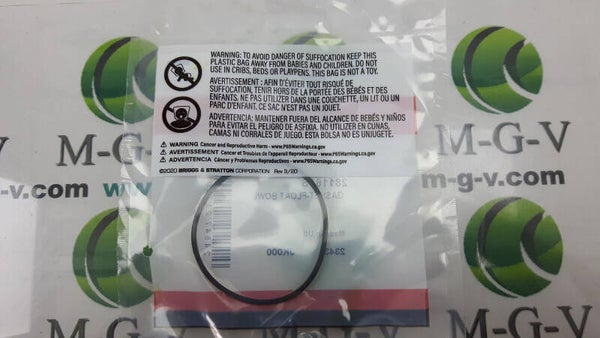 WARNING: TO AVOID DANGER OF SUFFOCATION KEEP THIS
PLASTIC BAG AWAY FROM BABIES AND CHILDREN. DO NOT
USE IN CRIBS, BEDS OR PLAYPENS. THIS BAG IS NOT A TOY.
AVERTISSEMENT : AFIN D'ÉVITER TOUT RISQUÉ DE
SUFFOCATION, TENIR HORS DE LA PORTÉE DES BÉBÉS ET DES
ENFANTS. NE PAS UTILIZER DANS UNE COUCHETTE, UN LIT OU UN
PARC D'ENFANT. CE SAC N'EST PAS UN JOUET.
ADVERTENCIA: MANTENER FUERA DEL ALCANCE DE BEBÉS Y NIÑOS
PARA EVITAR EL PELIGRO DE ASFIXIA. NO UTILIZAR EN CUNAS,
CAMAS NI CORRALES DE JUEGO. ESTA BOLSA NO ES UNJUGETE.
WARNING Cancer and Reproductive Harm - www.P65Warnings.ca.gov
AVERTISSEMENT Cancer et Troubles de l'appareil Reproducteur - www.P65Warnings.ca.gov
ADVERTENCIA Cáncer y Problemas Reproductivos - www.P65Warnings.ca.gov
©2020 BRIGGS & STRATTON CORPORATION Rev 3/20
M-G-V
M-G-V
-v.com
www
m-g-v.com
FLOAT BOW
M-G-V
M-G-V